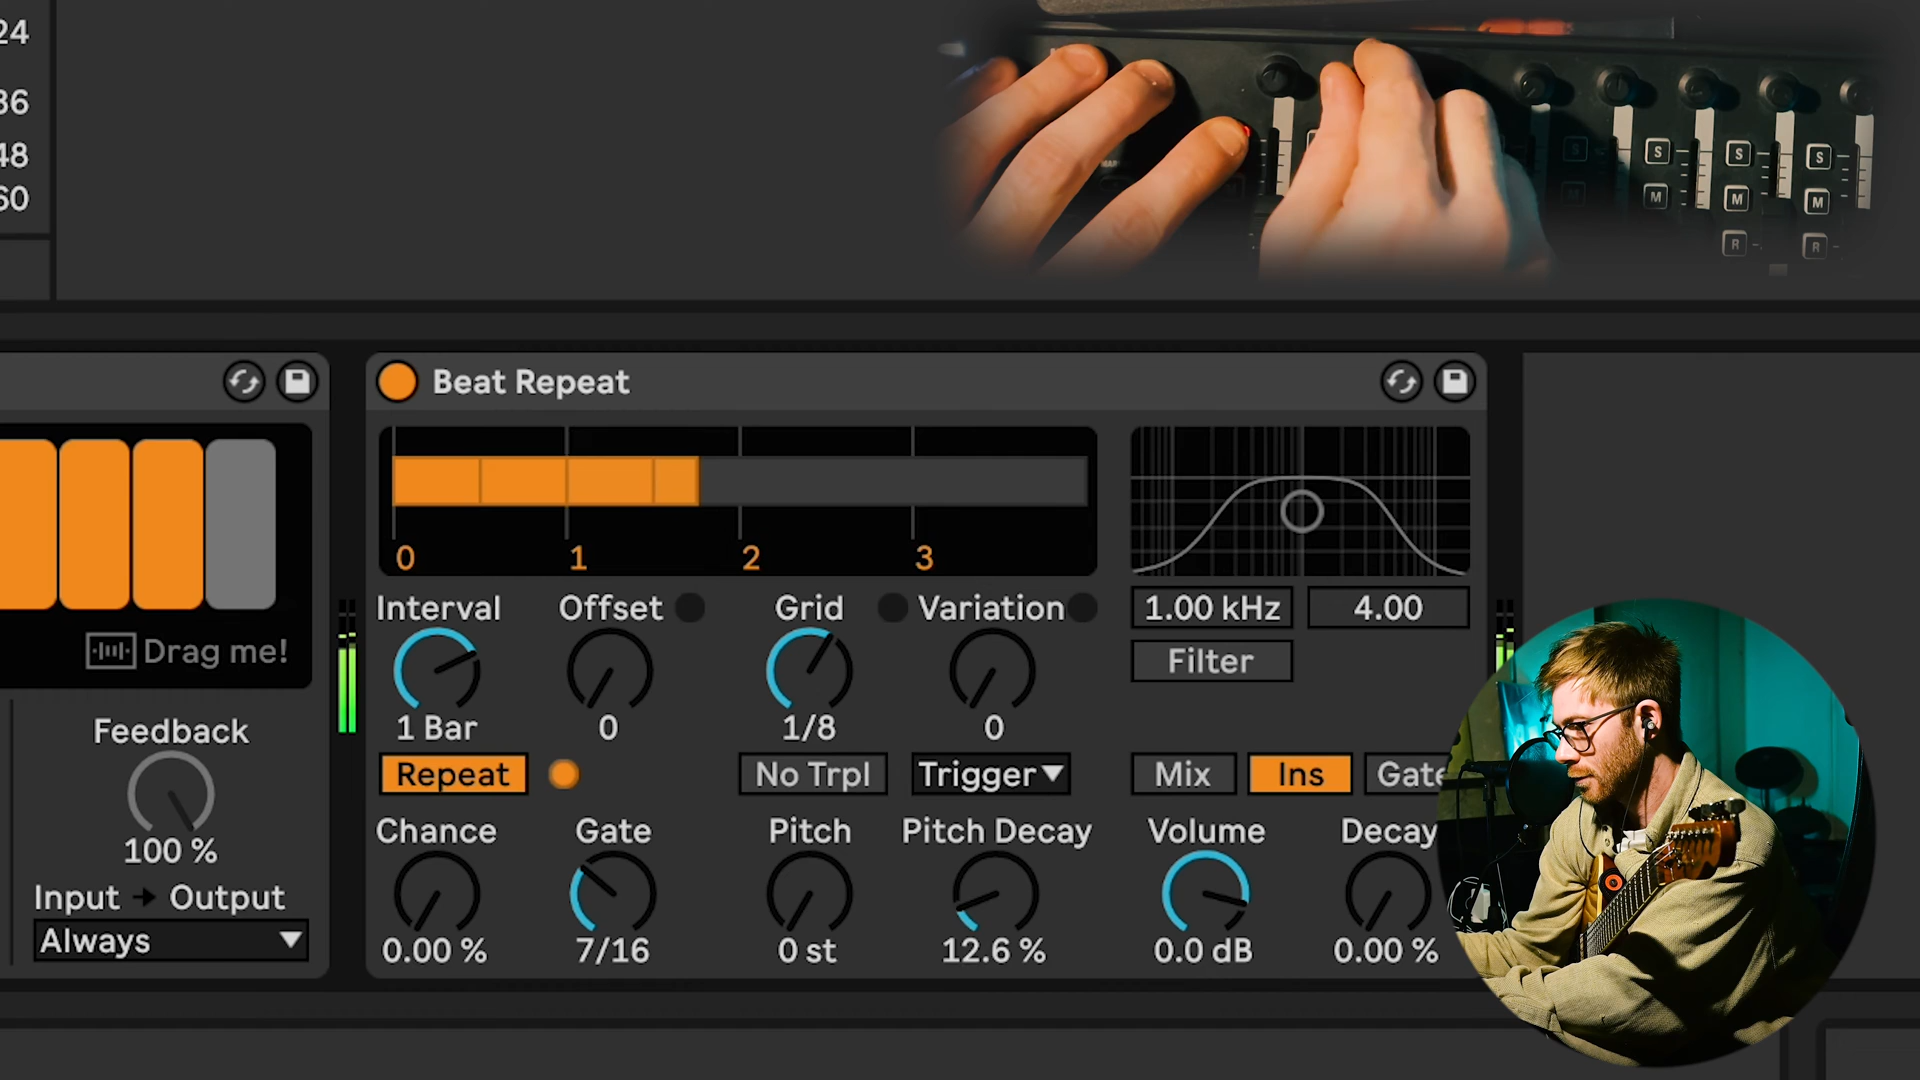 24
36
48
60
S
S
S
M
M
M
R
R
Beat Repeat
0
1
2
3
Drag me!
Interval
Offset
Grid
Variation
1.00 kHz
4.00
Filter
1 Bar
0
1/8
0
Feedback
100 %
Repeat
No Trpl
Trigger
Mix
Ins
Gate
Chance
Gate
Pitch
Pitch Decay
Volume
Decay
Input
Output
Always
0.00 %
7/16
0 st
12.6 %
0.0 dB
0.00 %